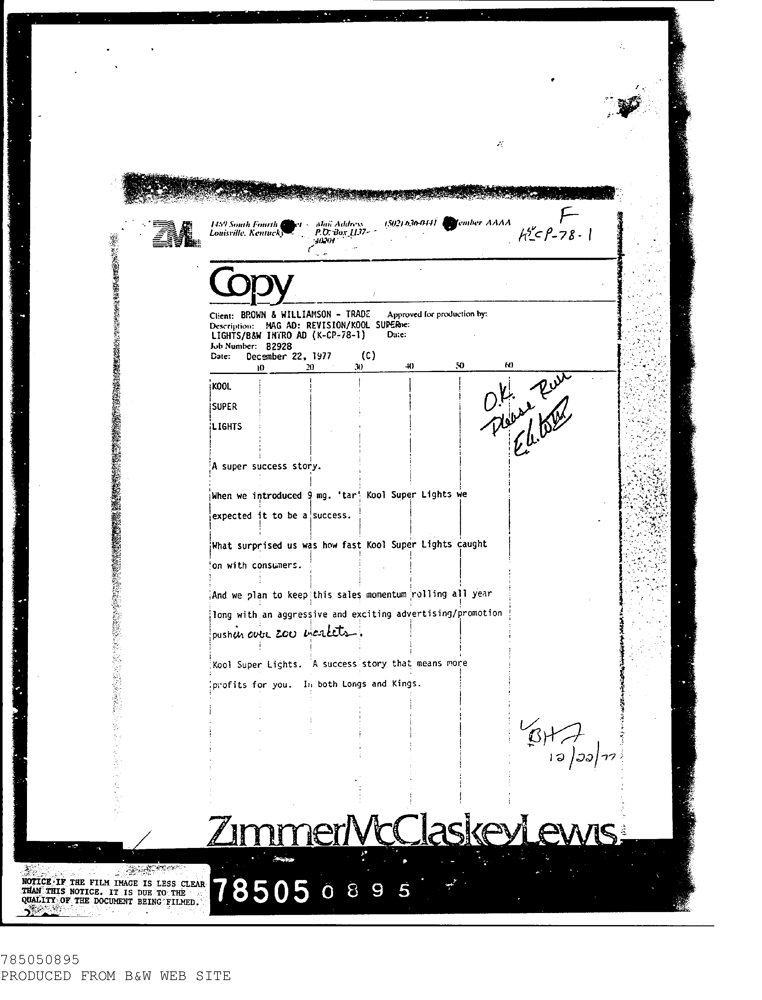 ZML
1469 South Fourth
Louisville, Kentucky
Mail Address
P.O. Box 1137
40201
(502) 636-0441
Member AAAA
F
K-CP-78-1
Copy
Client: BROWN & WILLIAMSON - TRADE Approved for production by:
Description: MAG AD: REVISION/KOOL SUPER
LIGHTS/B&W INTRO AD (K-CP-78-1) Date:
Job Number: B2928
Date: December 22, 1977 (C)
10 20 30 40 50 60
O.K.
Please Run
KOOL
SUPER
LIGHTS
A super success story.
When we introduced 9 mg. 'tar' Kool Super Lights we
expected it to be a success.
What surprised us was how fast Kool Super Lights caught
on with consumers.
And we plan to keep this sales momentum rolling all year
long with an aggressive and exciting advertising/promotion
push in over 200 markets.
Kool Super Lights. A success story that means more
profits for you. In both Longs and Kings.
12/22/77
ZimmerMcClaskeyLewis
NOTICE: IF THE FILM IMAGE IS LESS CLEAR
THAN THIS NOTICE, IT IS DUE TO THE
QUALITY OF THE DOCUMENT BEING FILMED.
78505 0895
785050895
PRODUCED FROM B&W WEB SITE